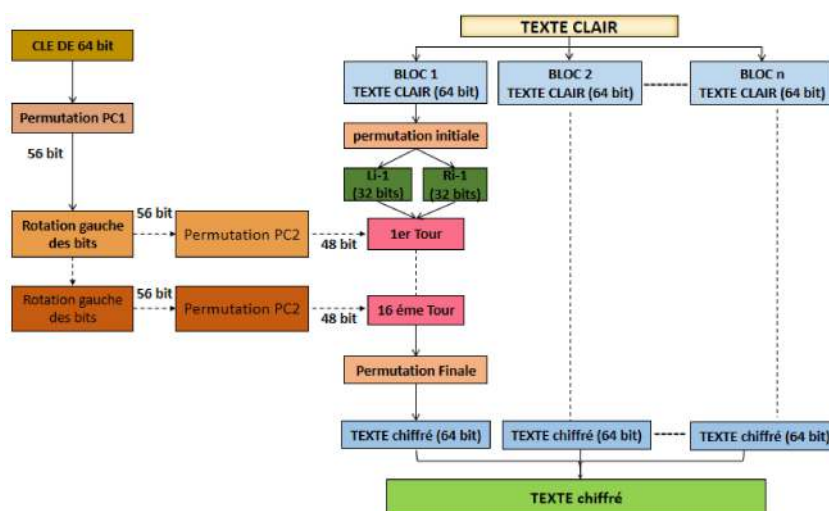 TEXTE CLAIR
CLE DE 64 bit
BLOC 1
TEXTE CLAIR (64 bit)
BLOC 2
TEXTE CLAIR (64 bit)
BLOC n
TEXTE CLAIR (64 bit)
Permutation PC1
permutation initiale
56 bit
Li-1
(32 bits)
Ri-1
(32 bits)
Rotation gauche
des bits
56 bit
Permutation PC2
48 bit
1er Tour
Rotation gauche
des bits
56 bit
Permutation PC2
48 bit
16 éme Tour
Permutation Finale
TEXTE chiffré (64 bit)
TEXTE chiffré (64 bit)
TEXTE chiffré (64 bit)
TEXTE chiffré